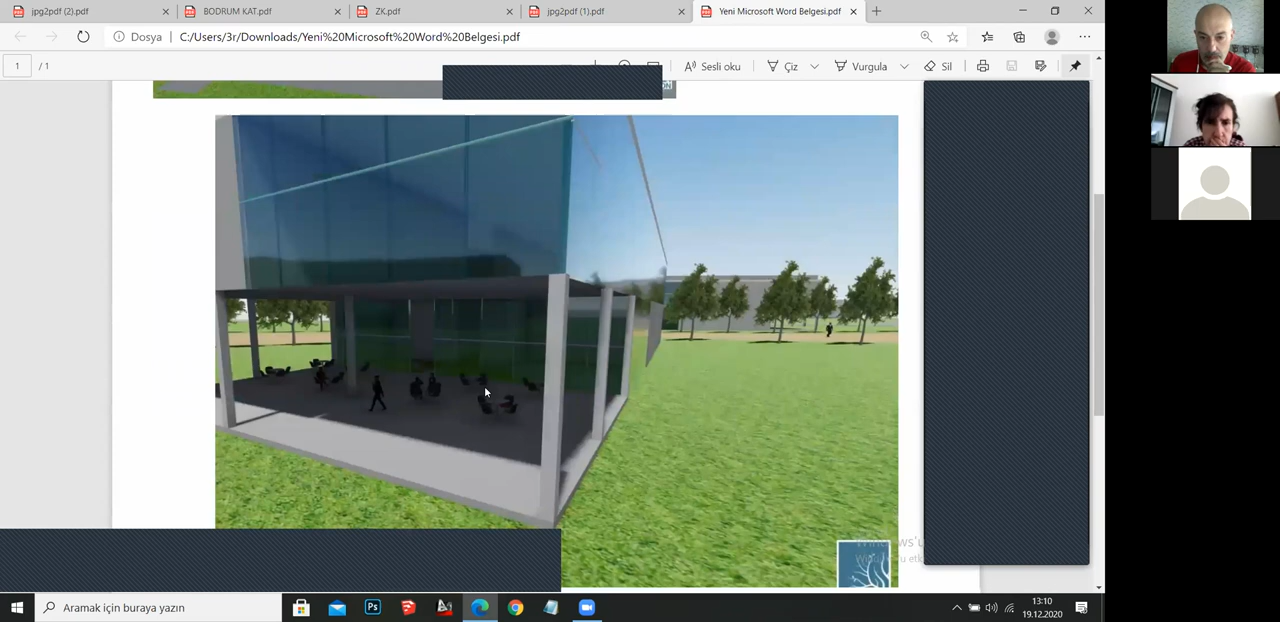 jpg2pdf (2).pdf
BODRUM KAT.pdf
ZK.pdf
jpg2pdf (1).pdf
Yeni Microsoft Word Belgesi.pdf
Dosya
C:/Users/3r/Downloads/Yeni%20Microsoft%20Word%20Belgesi.pdf
1 / 1
Sesli oku
Çiz
Vurgula
Sil
Aramak için buraya yazın
13:10
19.12.2020